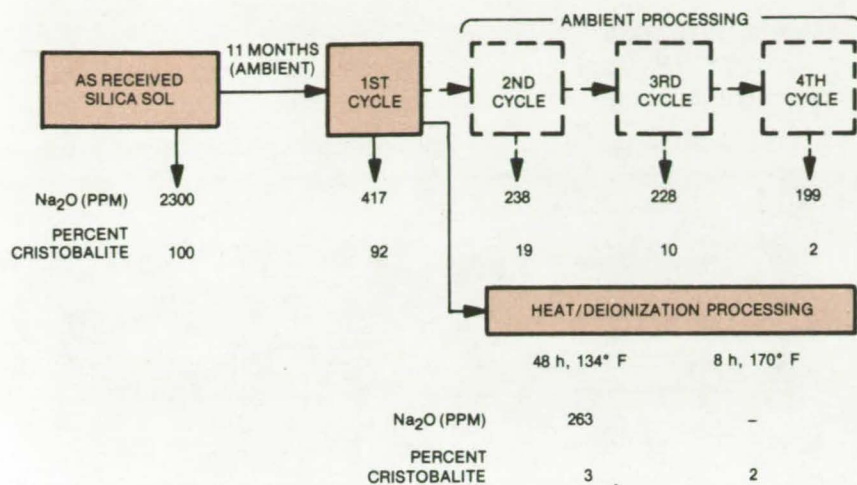 AMBIENT PROCESSING
11 MONTHS
(AMBIENT)
AS RECEIVED
SILICA SOL
1ST
CYCLE
2ND
CYCLE
3RD
CYCLE
4TH
CYCLE
Na₂O (PPM) 2300 417 238 228 199
PERCENT
CRISTOBALITE 100 92 19 10 2
HEAT/DEIONIZATION PROCESSING
48 h, 134° F 8 h, 170° F
Na₂O (PPM) 263 –
PERCENT
CRISTOBALITE 3 2